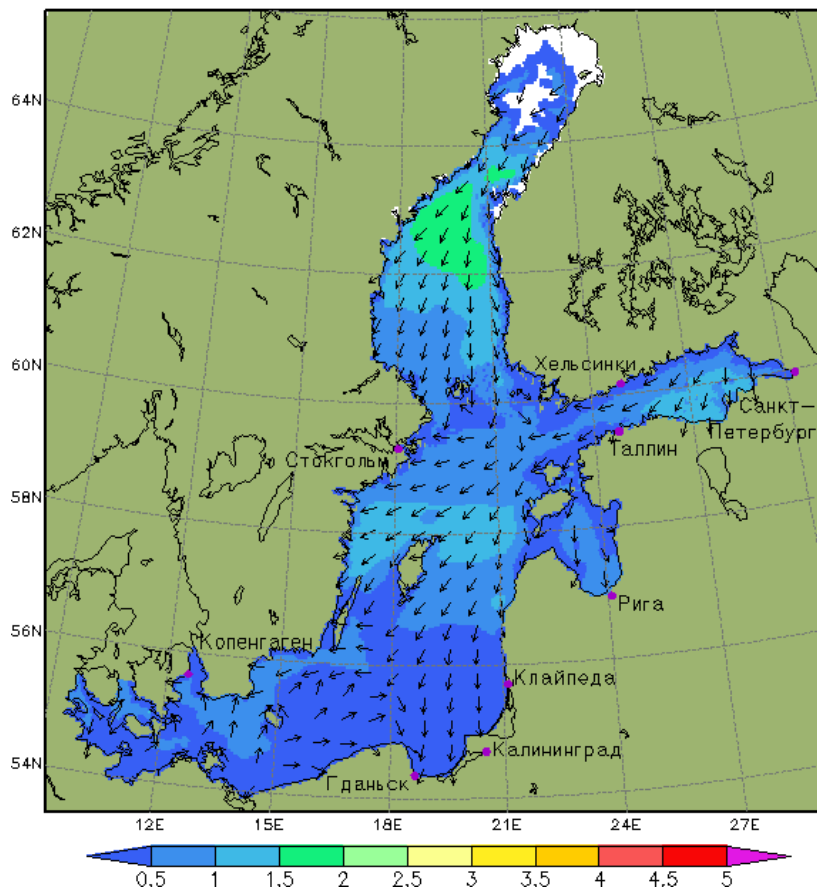 64N
62N
60N
58N
56N
54N
Хельсинки
Санкт-
Петербург
Таллин
Стокгольм
Рига
Копенгаген
Клайпеда
Калининград
Гданьск
12E 15E 18E 21E 24E 27E
0.5 1 1.5 2 2.5 3 3.5 4 4.5 5